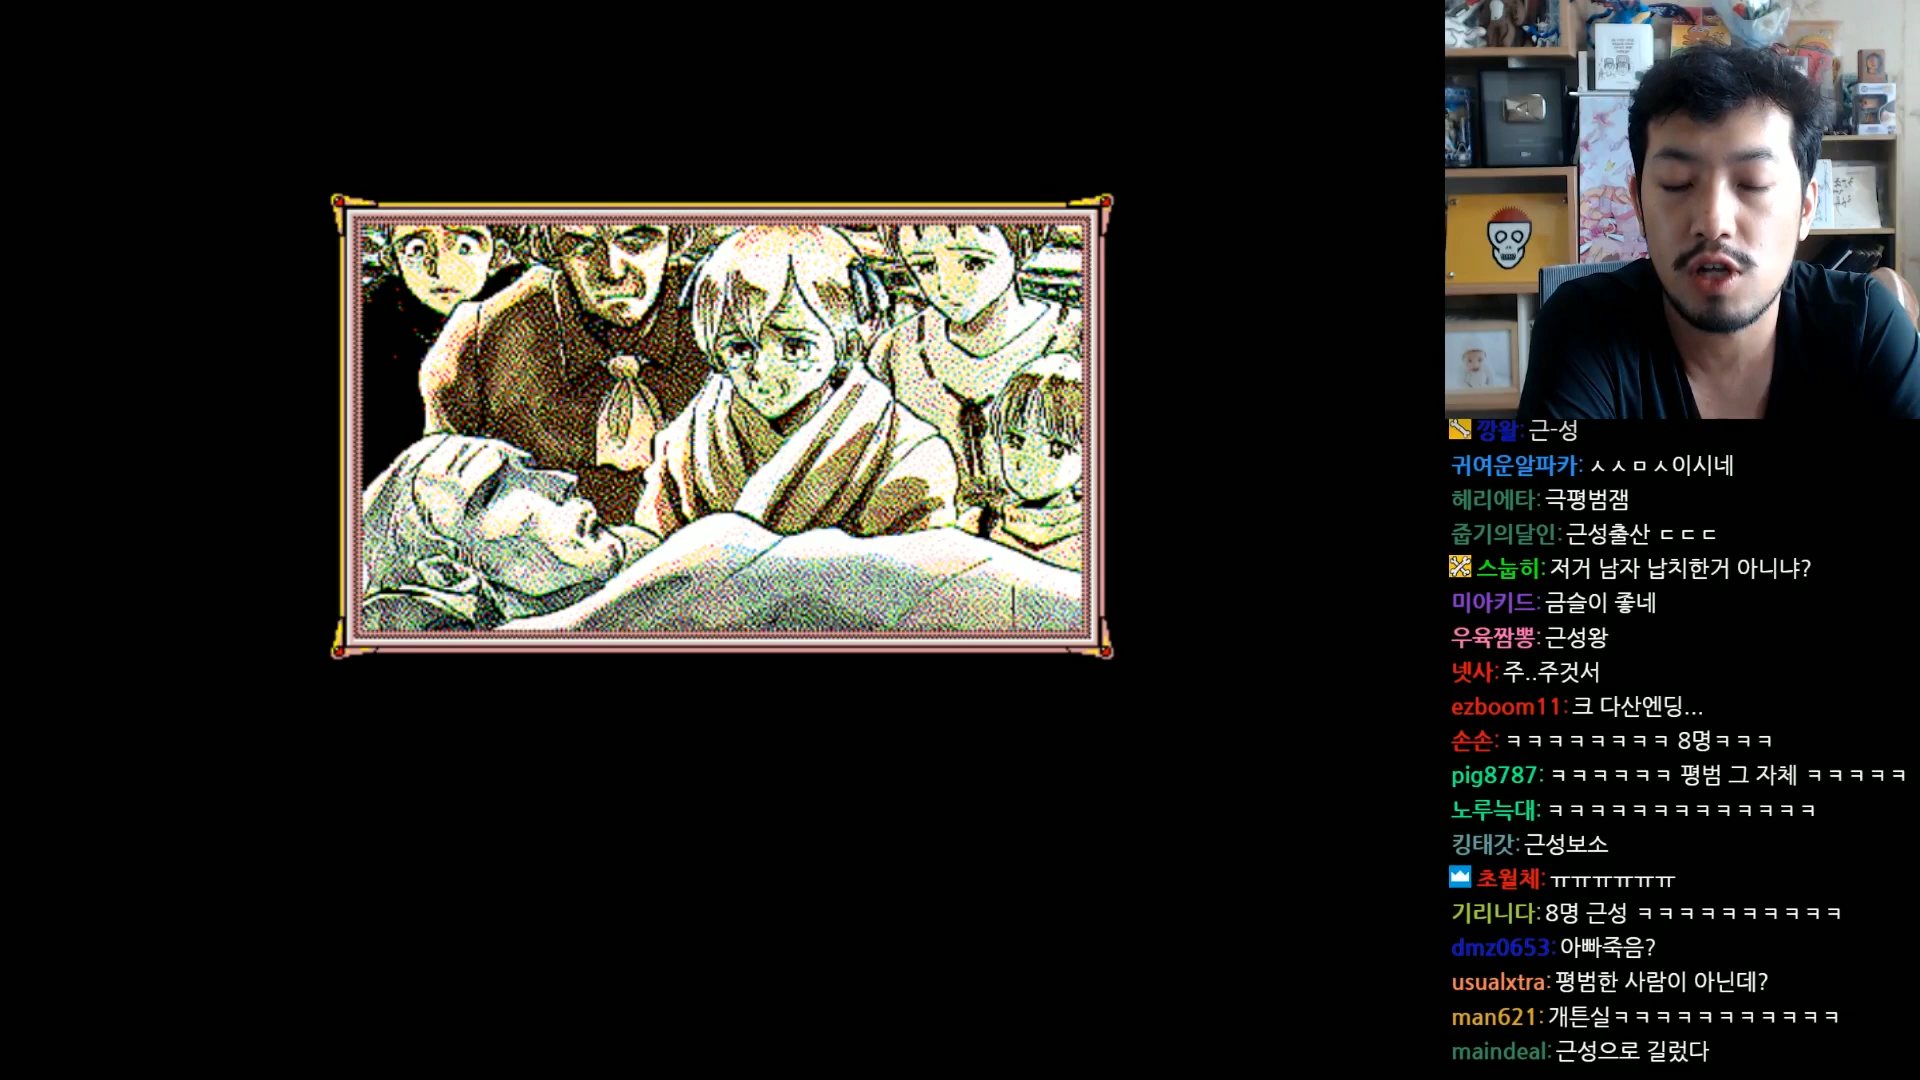 깡왈: 근-성
귀여운알파카: ㅅㅅㅁㅅ이시네
헤리에타: 극평범잼
줍기의달인: 근성출산 ㄷㄷㄷ
스눕히: 저거 남자 납치한거 아니냐?
미아키드: 금슬이 좋네
우육짬뽕: 근성왕
넷사: 주..주것서
ezboom11: 크 다산엔딩...
손손: ㅋㅋㅋㅋㅋㅋㅋㅋ 8명ㅋㅋㅋ
pig8787: ㅋㅋㅋㅋㅋㅋ 평범 그 자체 ㅋㅋㅋㅋㅋ
노루늑대: ㅋㅋㅋㅋㅋㅋㅋㅋㅋㅋㅋㅋㅋ
킹태갓: 근성보소
초월체: ㅠㅠㅠㅠㅠㅠ
기리니다: 8명 근성 ㅋㅋㅋㅋㅋㅋㅋㅋㅋㅋ
dmz0653: 아빠죽음?
usualxtra: 평범한 사람이 아닌데?
man621: 개튼실ㅋㅋㅋㅋㅋㅋㅋㅋㅋㅋㅋ
maindeal: 근성으로 길렀다